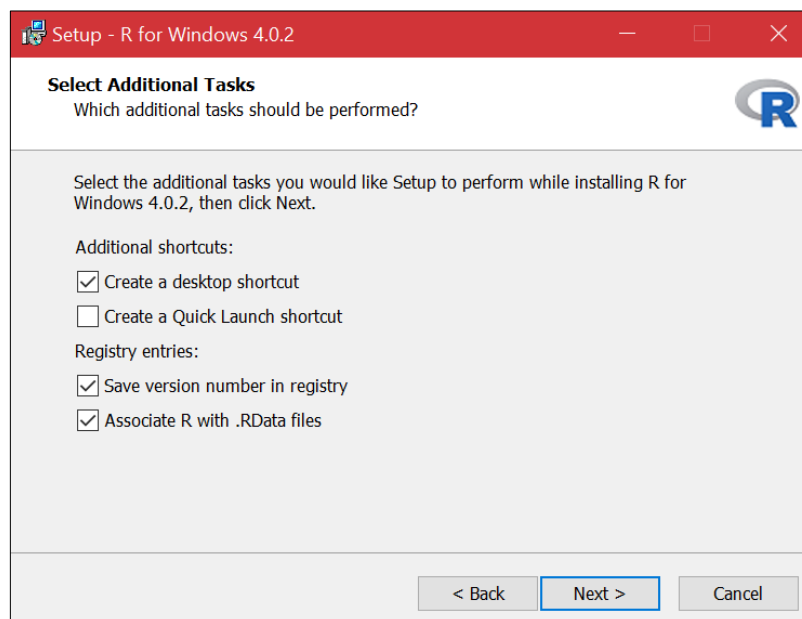 Setup - R for Windows 4.0.2
Select Additional Tasks
Which additional tasks should be performed?
R
Select the additional tasks you would like Setup to perform while installing R for
Windows 4.0.2, then click Next.
Additional shortcuts:
Create a desktop shortcut
Create a Quick Launch shortcut
Registry entries:
Save version number in registry
Associate R with .RData files
< Back Next > Cancel